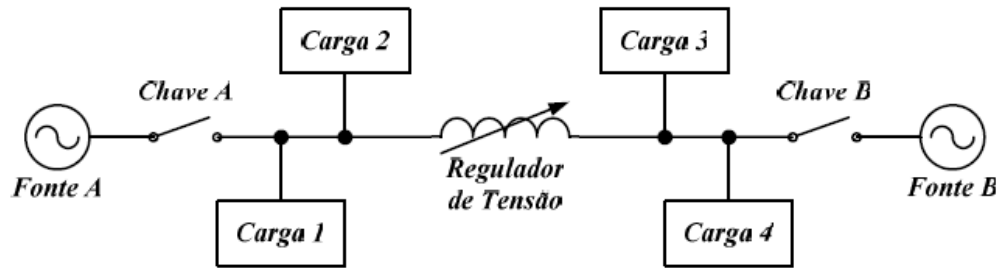 Carga 2
Carga 3
Chave A
Chave B
Fonte A
Regulador
de Tensão
Fonte B
Carga 1
Carga 4